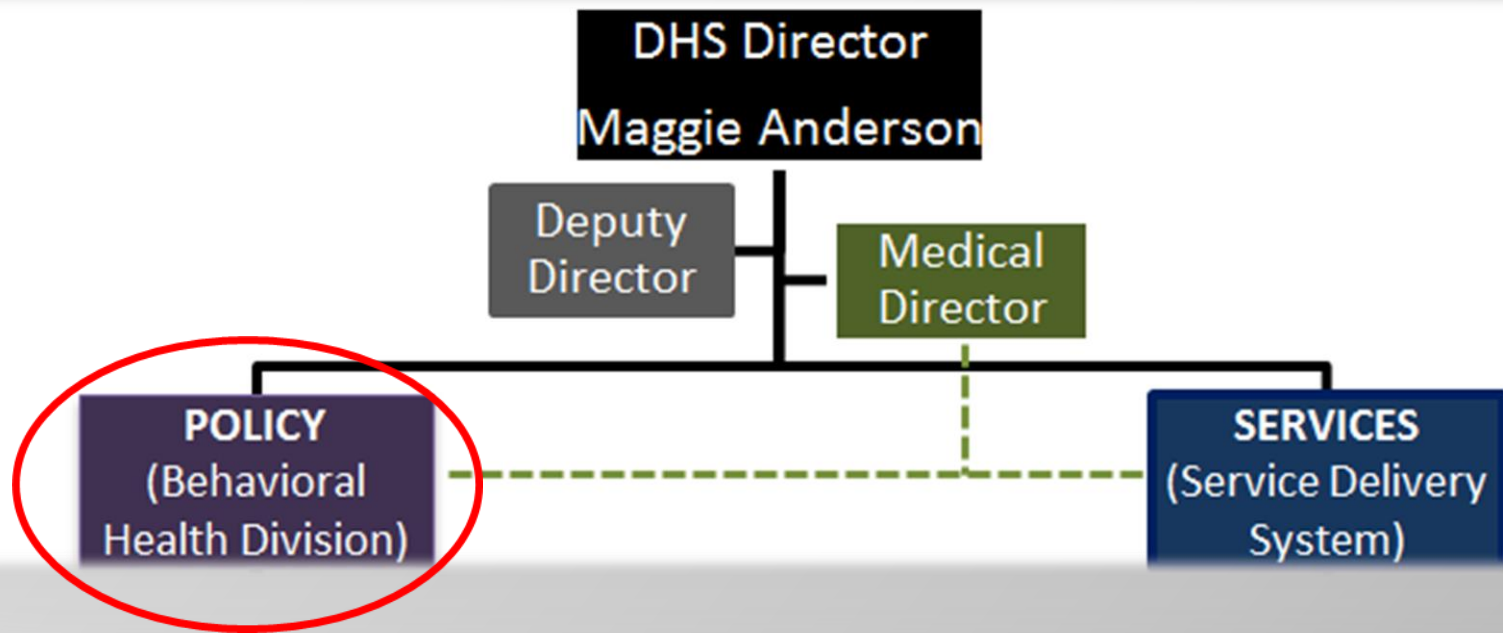 DHS Director
Maggie Anderson
Deputy
Director
Medical
Director
POLICY
(Behavioral
Health Division)
SERVICES
(Service Delivery
System)